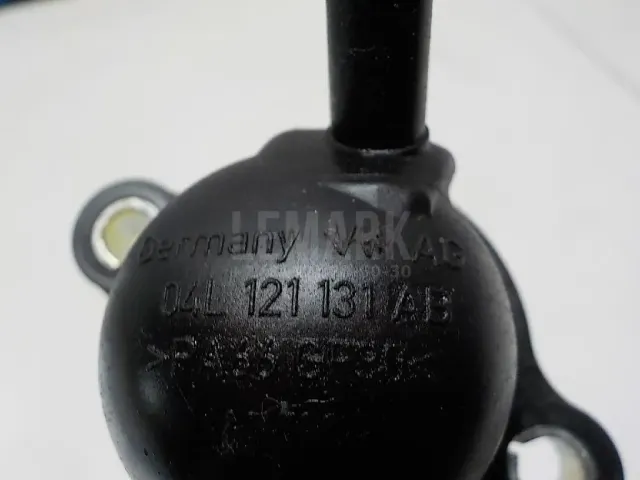 LEMARK
Germany VW AG
04L 121 131 AB
>PA66 GF30<